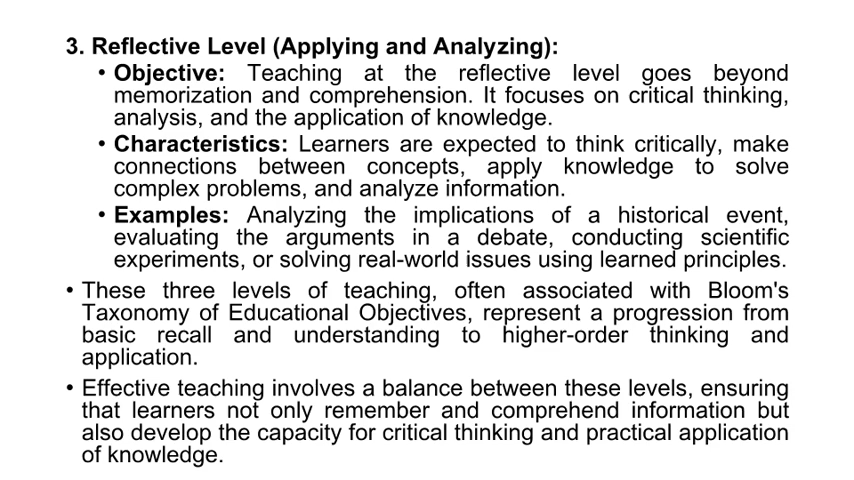 3. Reflective Level (Applying and Analyzing):
• Objective: Teaching at the reflective level goes beyond
memorization and comprehension. It focuses on critical thinking,
analysis, and the application of knowledge.
• Characteristics: Learners are expected to think critically, make
connections between concepts, apply knowledge to solve
complex problems, and analyze information.
• Examples: Analyzing the implications of a historical event,
evaluating the arguments in a debate, conducting scientific
experiments, or solving real-world issues using learned principles.
• These three levels of teaching, often associated with Bloom's
Taxonomy of Educational Objectives, represent a progression from
basic recall and understanding to higher-order thinking and
application.
• Effective teaching involves a balance between these levels, ensuring
that learners not only remember and comprehend information but
also develop the capacity for critical thinking and practical application
of knowledge.